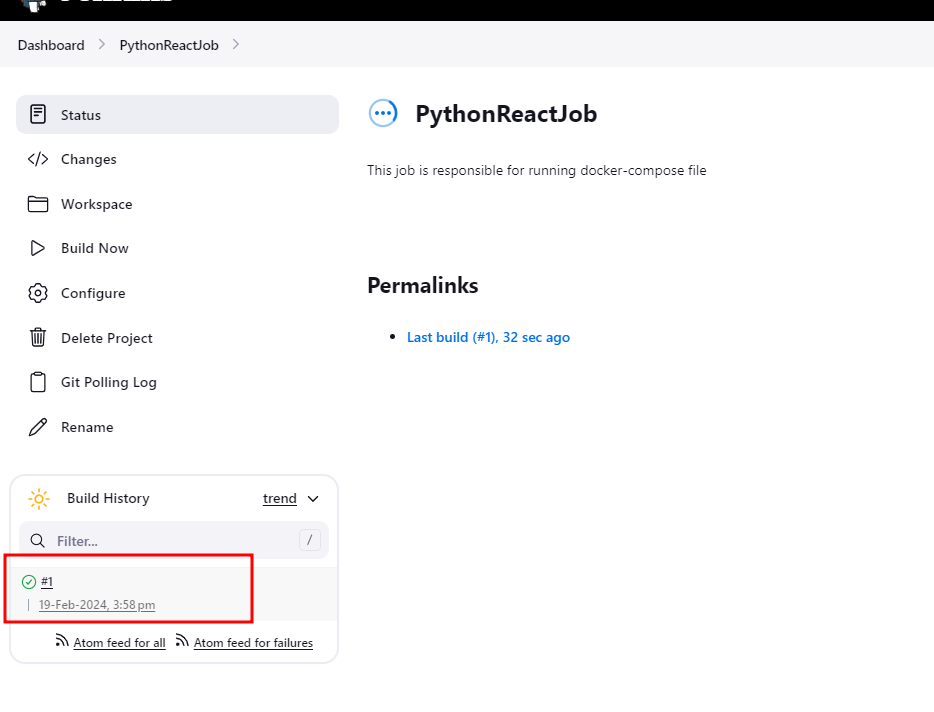 Dashboard
PythonReactJob
Status
Changes
Workspace
Build Now
Configure
Delete Project
Git Polling Log
Rename
PythonReactJob
This job is responsible for running docker-compose file
Permalinks
Last build (#1), 32 sec ago
Build History
trend
Filter...
/
#1
19-Feb-2024, 3:58 pm
Atom feed for all
Atom feed for failures